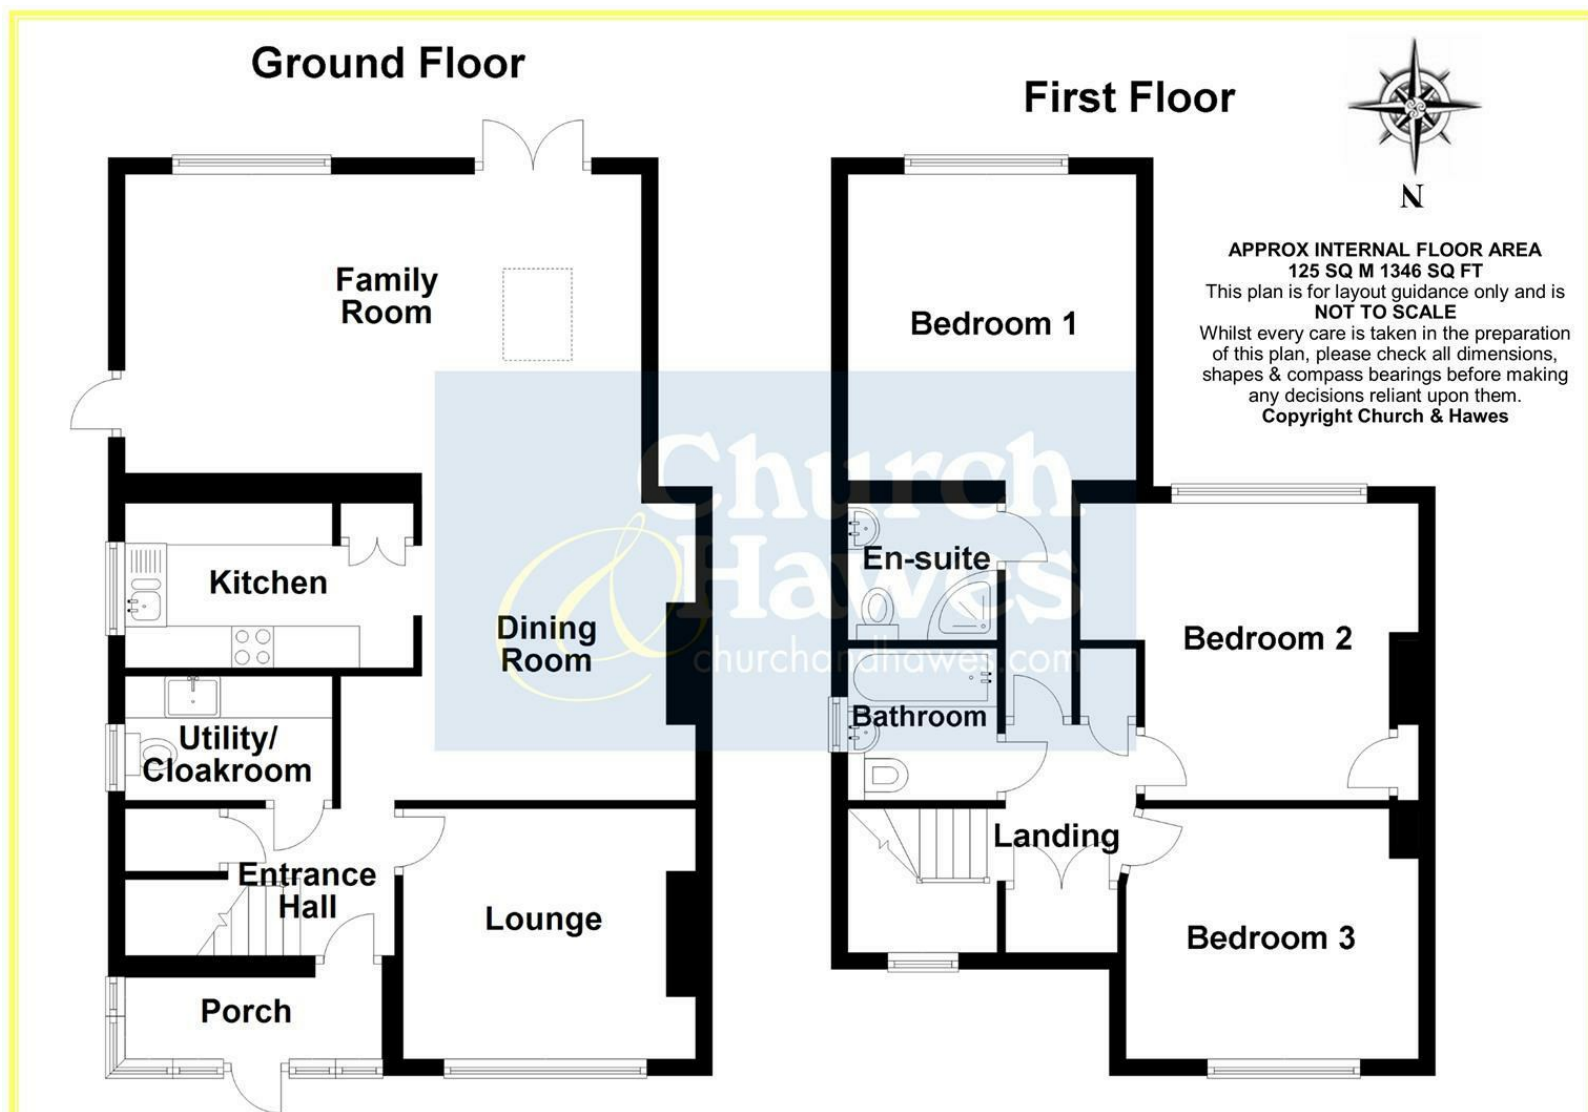 Ground Floor
First Floor
N
APPROX INTERNAL FLOOR AREA
125 SQ M 1346 SQ FT
This plan is for layout guidance only and is
NOT TO SCALE
Whilst every care is taken in the preparation
of this plan, please check all dimensions,
shapes & compass bearings before making
any decisions reliant upon them.
Copyright Church & Hawes
Family
Room
Kitchen
Dining
Room
Utility/
Cloakroom
Entrance
Hall
Lounge
Porch
Bedroom 1
En-suite
Bedroom 2
Bathroom
Landing
Bedroom 3
Church
& Hawes
churchandhawes.com